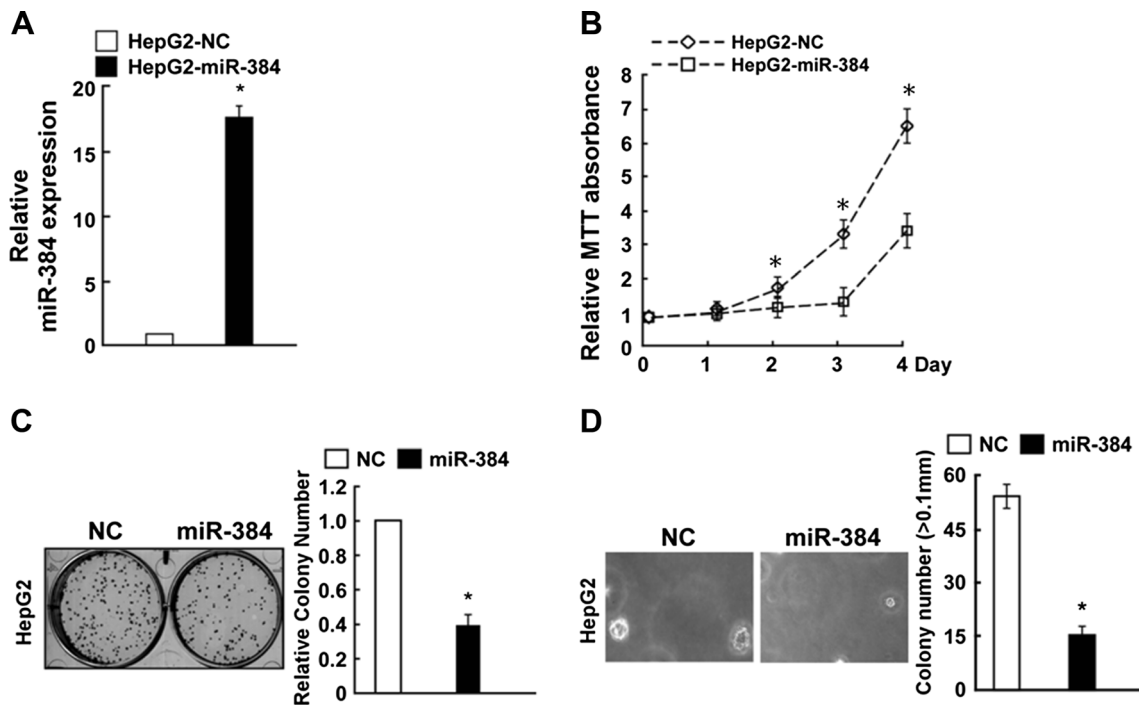 A
HepG2-NC
HepG2-miR-384
Relative
miR-384 expression
20
15
10
5
0
*
B
HepG2-NC
HepG2-miR-384
Relative MTT absorbance
8
7
6
5
4
3
2
1
0
* * *
0 1 2 3 4 Day
C
NC miR-384
HepG2
NC miR-384
Relative Colony Number
1.2
1.0
0.8
0.6
0.4
0.2
0
*
D
NC miR-384
HepG2
NC miR-384
Colony number (>0.1mm)
60
45
30
15
0
*